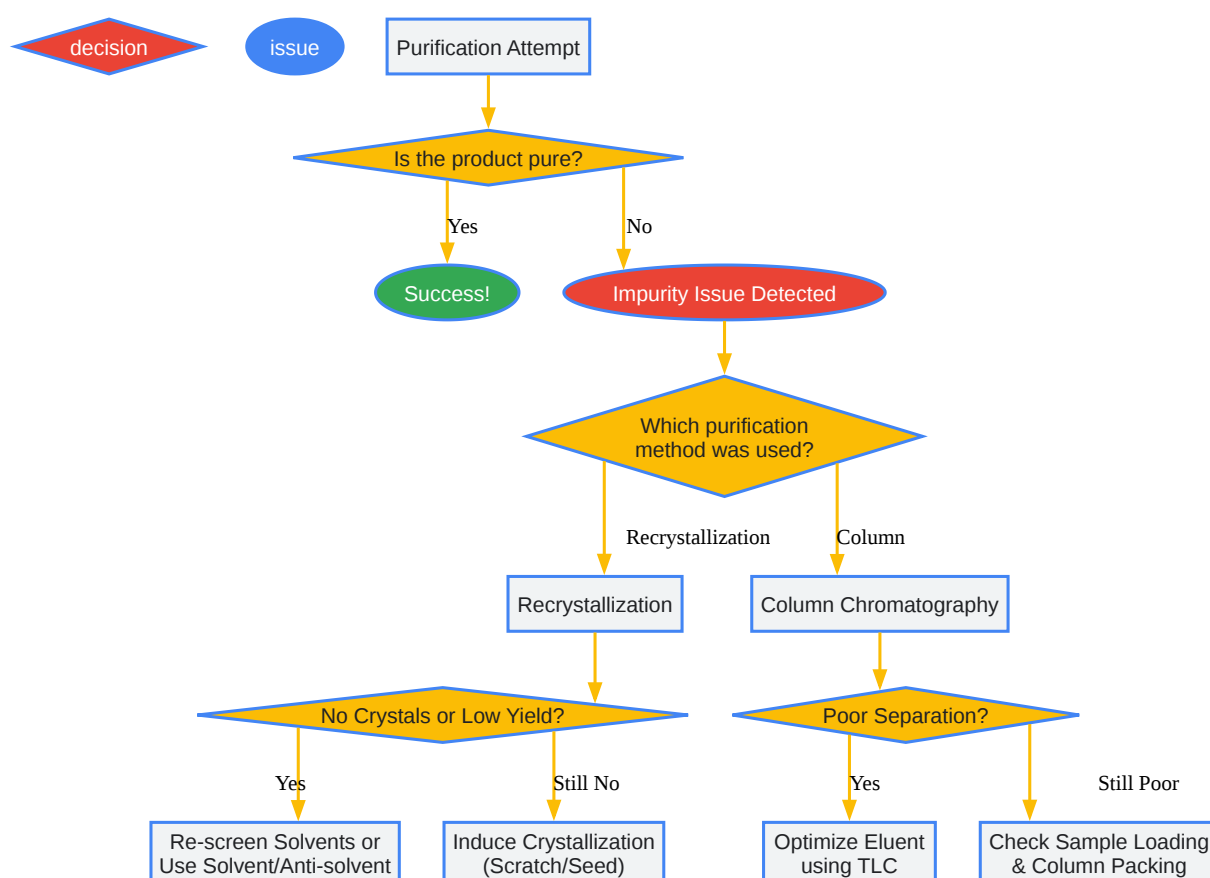 decision
issue
Purification Attempt
Is the product pure?
Yes
No
Success!
Impurity Issue Detected
Which purification
method was used?
Recrystallization
Column
Recrystallization
Column Chromatography
No Crystals or Low Yield?
Poor Separation?
Yes
Still No
Yes
Still Poor
Re-screen Solvents or
Use Solvent/Anti-solvent
Induce Crystallization
(Scratch/Seed)
Optimize Eluent
using TLC
Check Sample Loading
& Column Packing